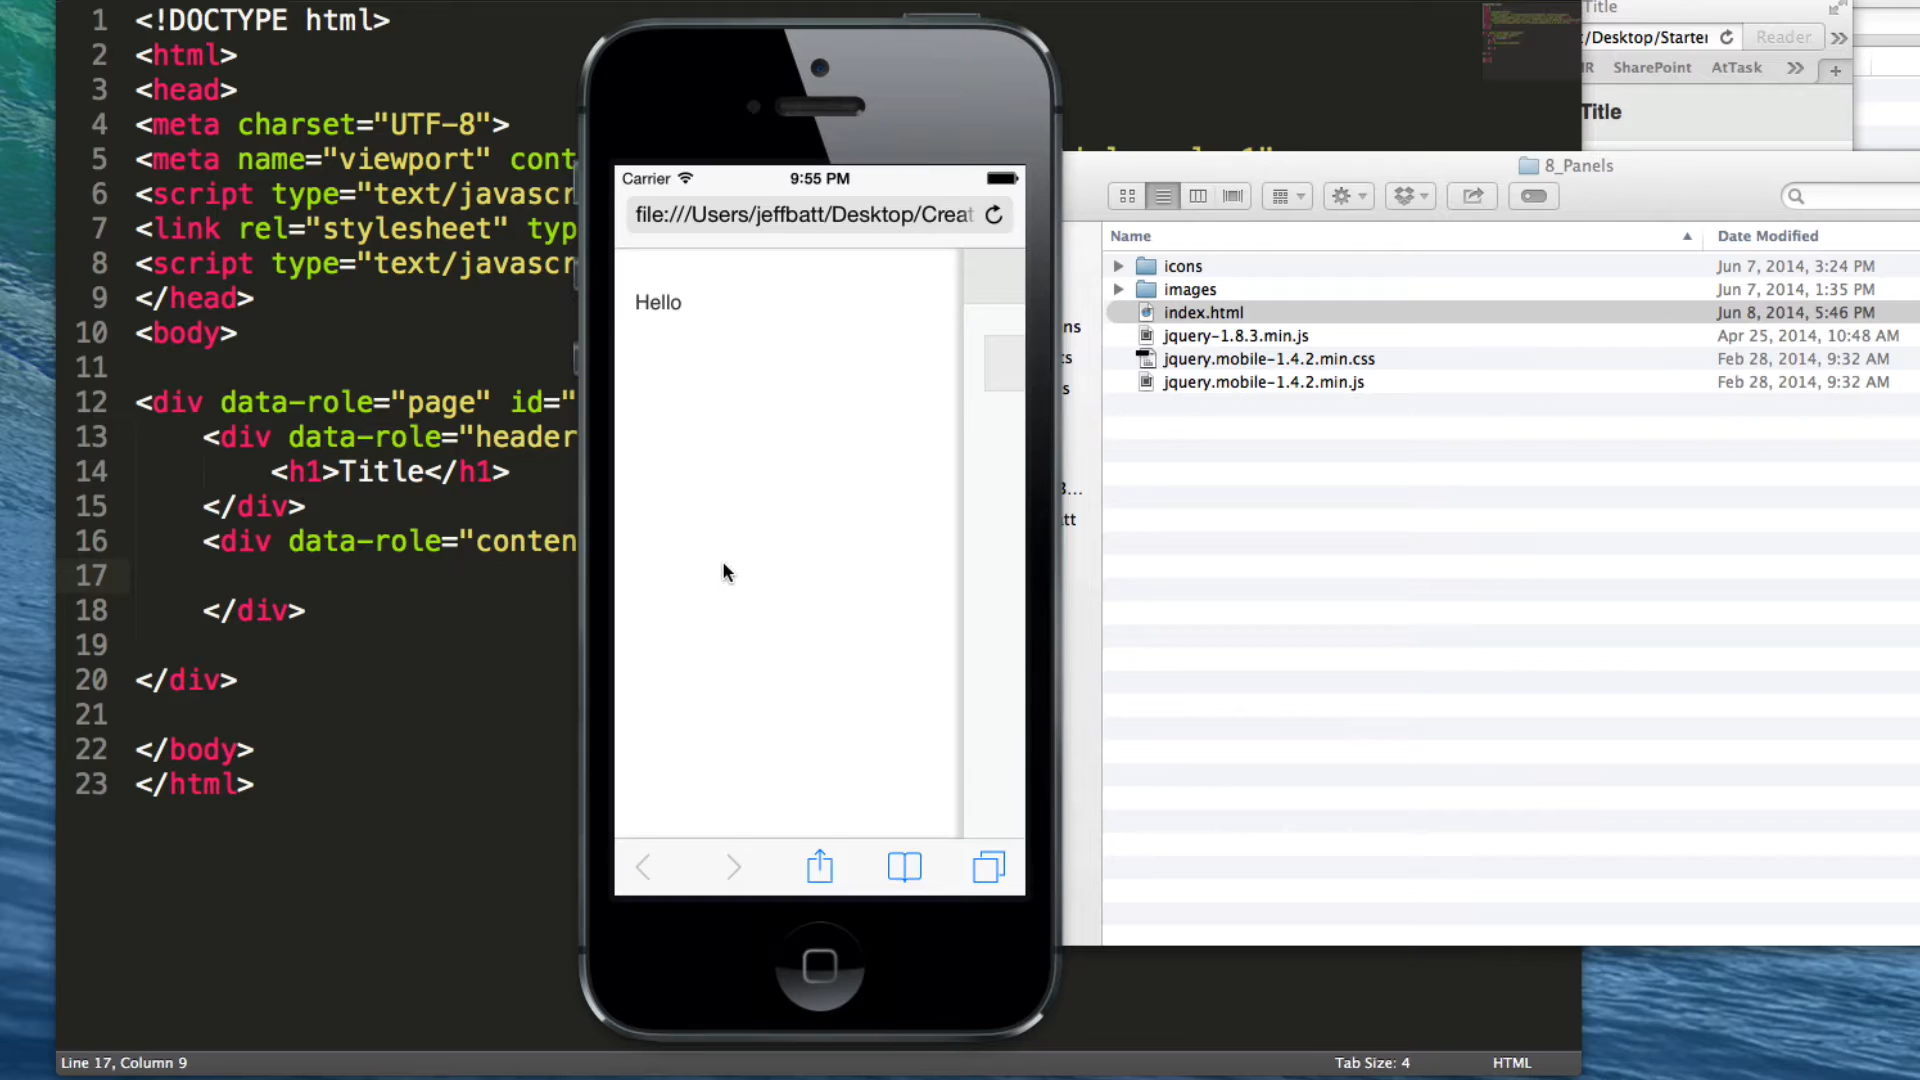 1 <!DOCTYPE html>
2 <html>
3 <head>
4 <meta charset="UTF-8">
5 <meta name="viewport" cont
6 <script type="text/javascr
7 <link rel="stylesheet" typ
8 <script type="text/javascr
9 </head>
10 <body>
11
12 <div data-role="page" id="
13 <div data-role="header
14 <h1>Title</h1>
15 </div>
16 <div data-role="conten
17
18 </div>
19
20 </div>
21
22 </body>
23 </html>
Line 17, Column 9
Tab Size: 4
HTML
Carrier
9:55 PM
file:///Users/jeffbatt/Desktop/Creat
Hello
Title
/Desktop/Starter
Reader
SharePoint
AtTask
Title
8_Panels
Name
Date Modified
icons
Jun 7, 2014, 3:24 PM
images
Jun 7, 2014, 1:35 PM
index.html
Jun 8, 2014, 5:46 PM
jquery-1.8.3.min.js
Apr 25, 2014, 10:48 AM
jquery.mobile-1.4.2.min.css
Feb 28, 2014, 9:32 AM
jquery.mobile-1.4.2.min.js
Feb 28, 2014, 9:32 AM